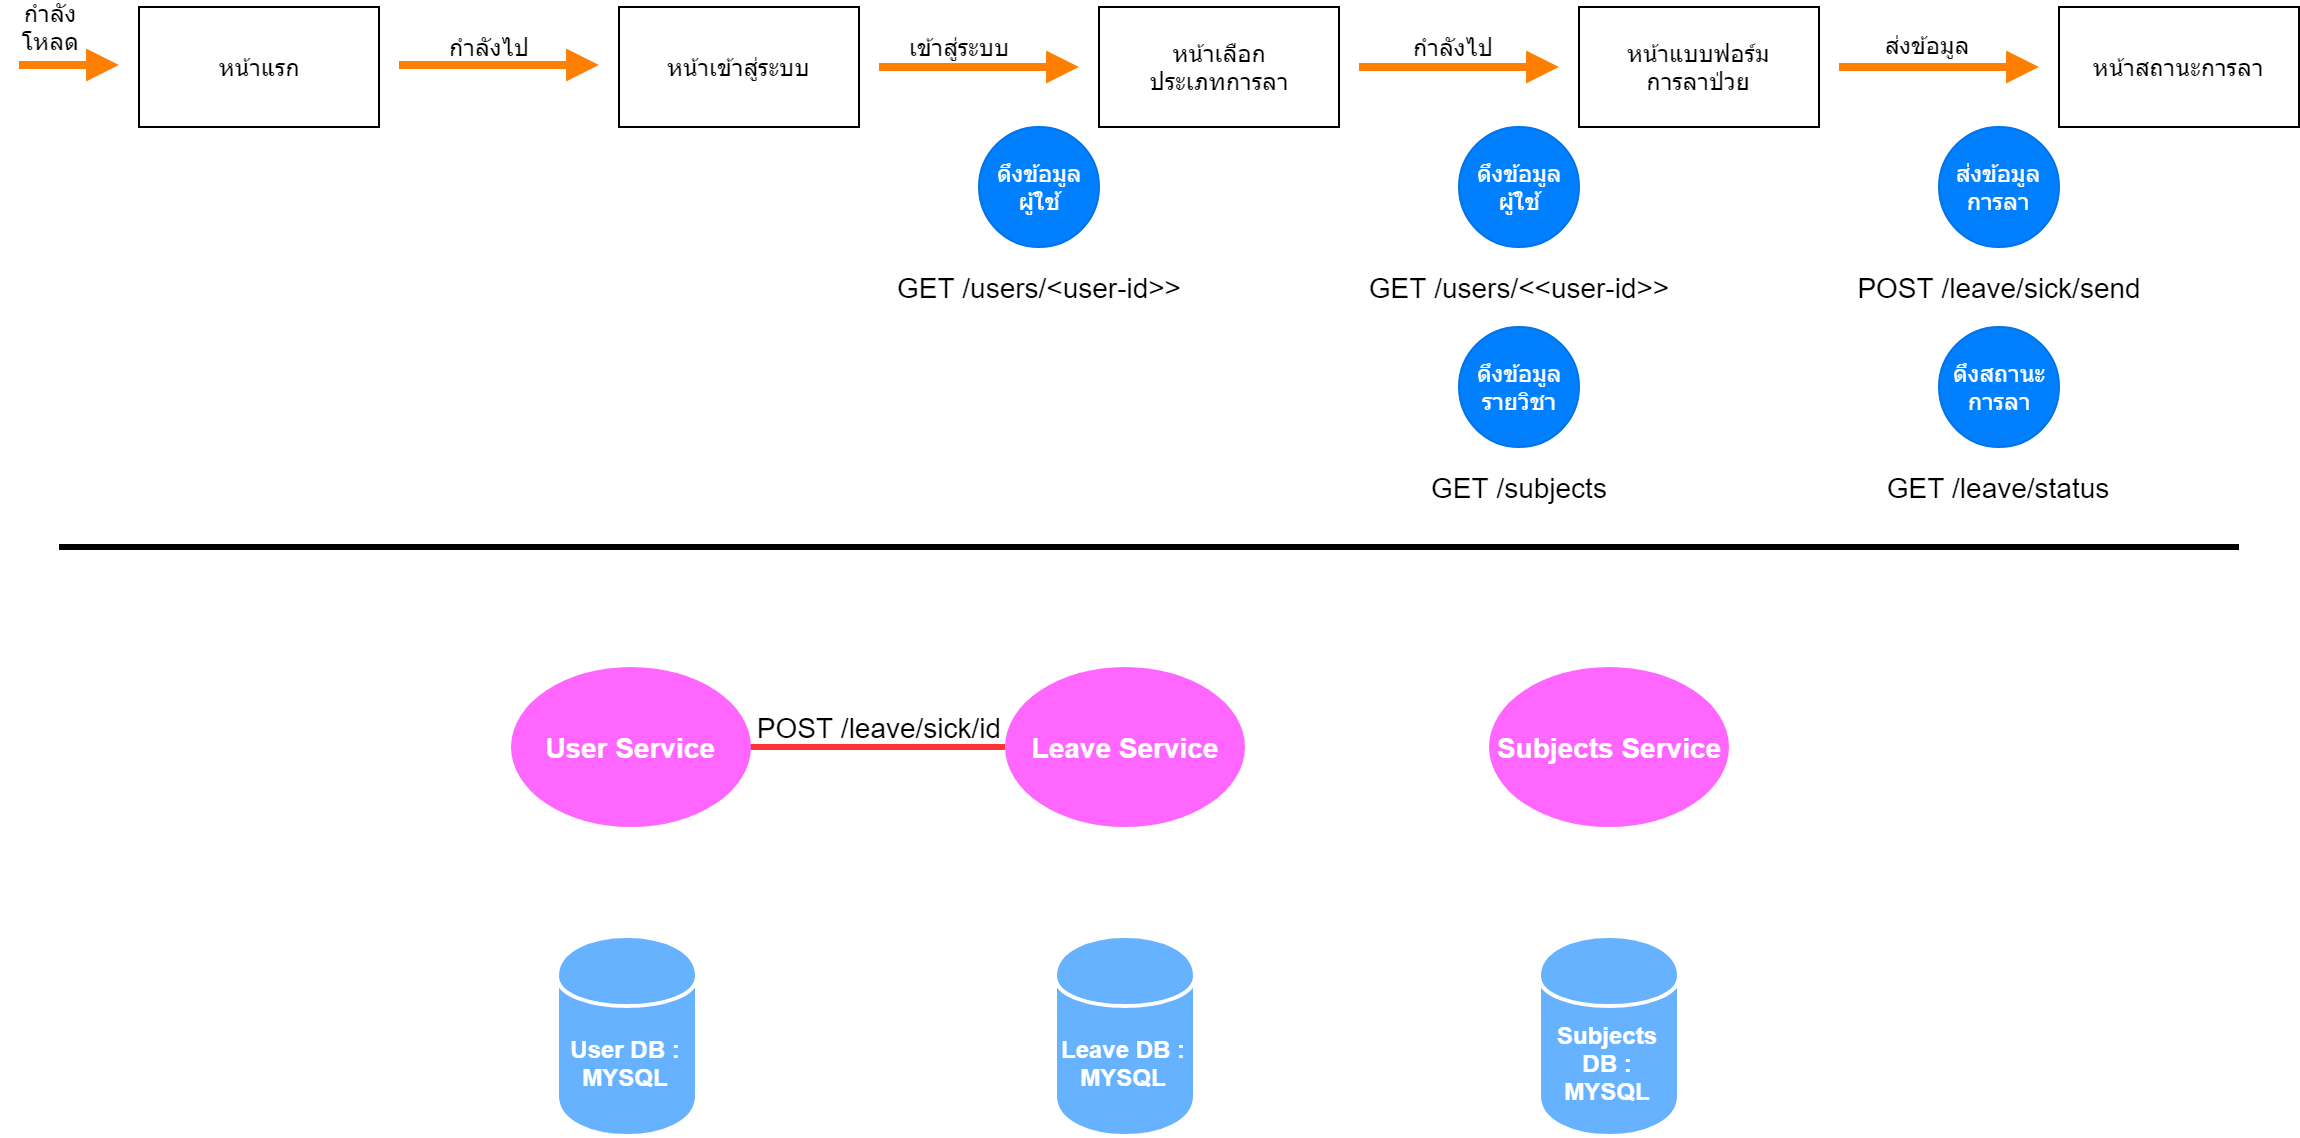 กำลัง
โหลด
หน้าแรก
กำลังไป
หน้าเข้าสู่ระบบ
เข้าสู่ระบบ
หน้าเลือก
ประเภทการลา
กำลังไป
หน้าแบบฟอร์ม
การลาป่วย
ส่งข้อมูล
หน้าสถานะการลา
ดึงข้อมูล
ผู้ใช้
GET /users/<user-id>>
ดึงข้อมูล
ผู้ใช้
GET /users/<<user-id>>
ส่งข้อมูล
การลา
POST /leave/sick/send
ดึงข้อมูล
รายวิชา
GET /subjects
ดึงสถานะ
การลา
GET /leave/status
User Service
POST /leave/sick/id
Leave Service
Subjects Service
User DB :
MYSQL
Leave DB :
MYSQL
Subjects
DB :
MYSQL